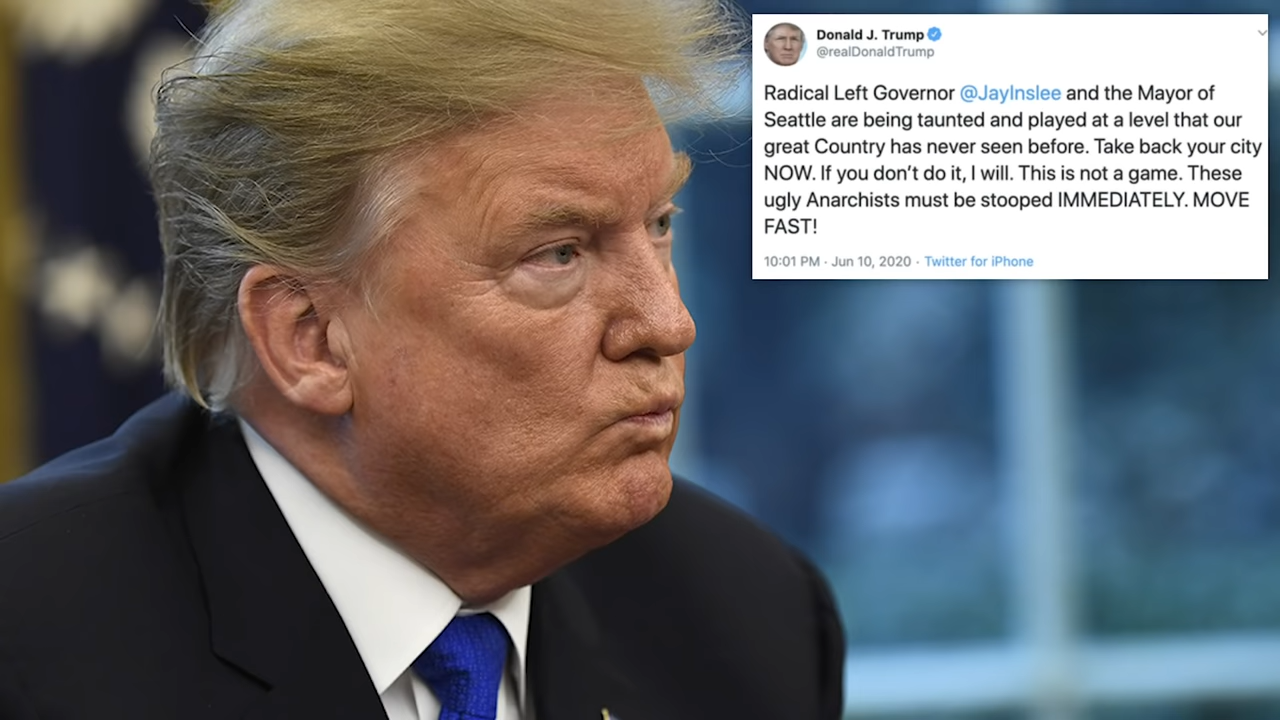 Donald J. Trump
@realDonaldTrump
Radical Left Governor @JayInslee and the Mayor of
Seattle are being taunted and played at a level that our
great Country has never seen before. Take back your city
NOW. If you don't do it, I will. This is not a game. These
ugly Anarchists must be stooped IMMEDIATELY. MOVE
FAST!
10:01 PM · Jun 10, 2020 · Twitter for iPhone